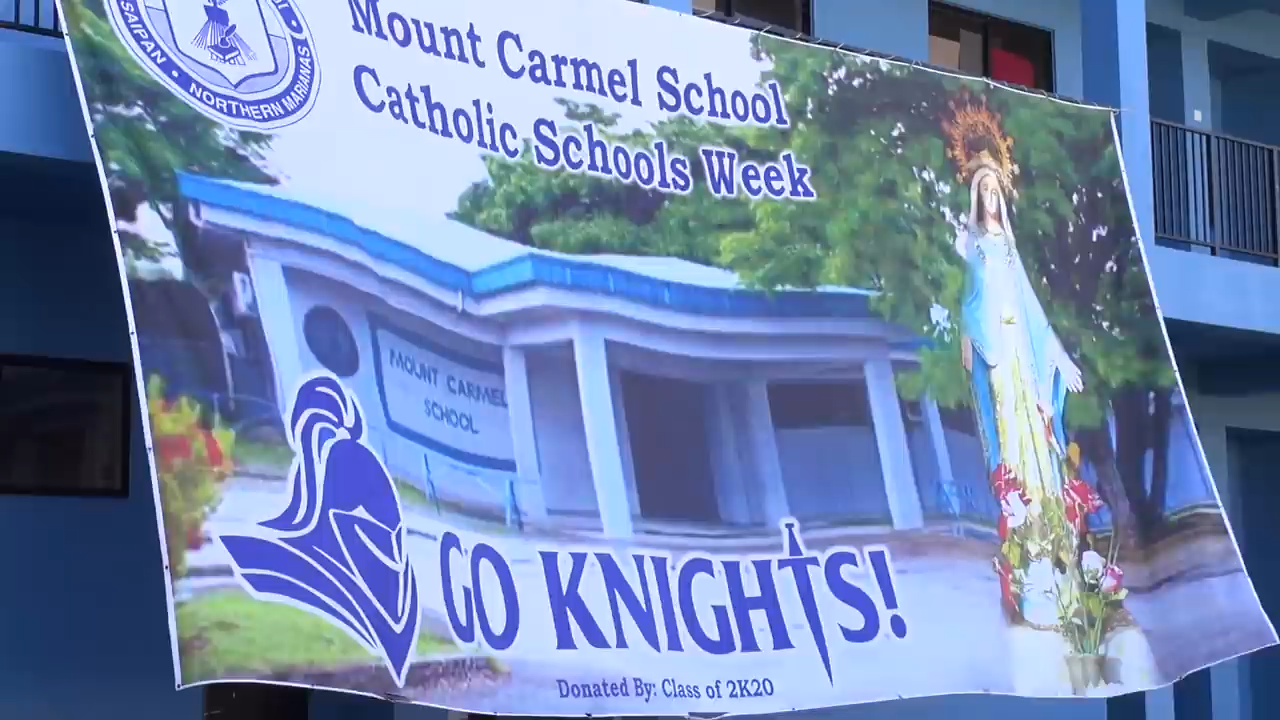 SAIPAN • NORTHERN MARIANAS
Mount Carmel School
Catholic Schools Week
MOUNT CARMEL
SCHOOL
GO KNIGHTS!
Donated By: Class of 2K20